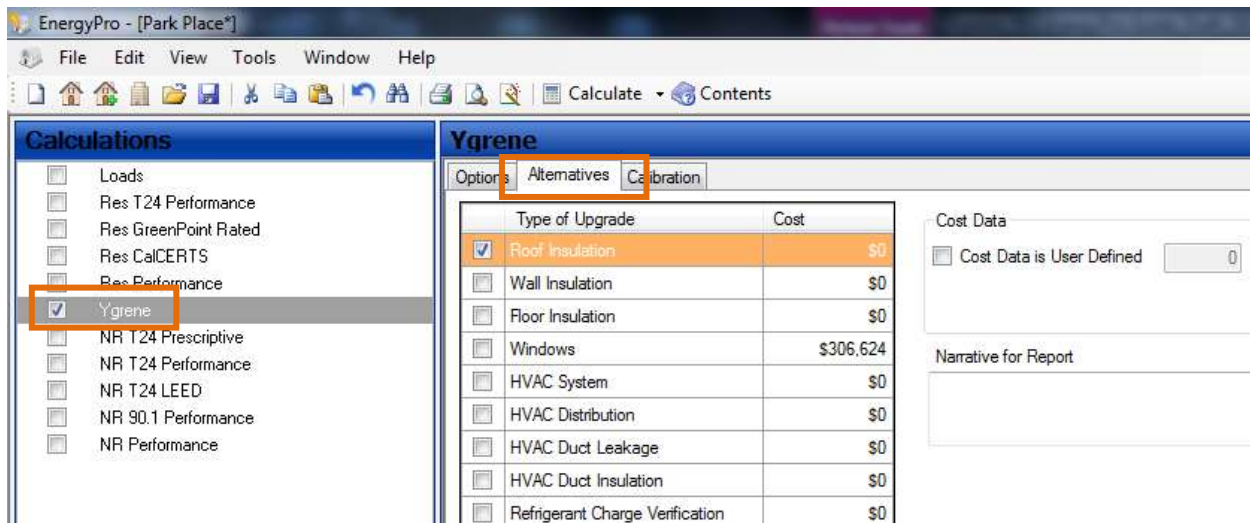 EnergyPro - [Park Place*]
File Edit View Tools Window Help
Calculate Contents
Calculations
Loads
Res T24 Performance
Res GreenPoint Rated
Res CalCERTS
Res Performance
Ygrene
NR T24 Prescriptive
NR T24 Performance
NR T24 LEED
NR 90.1 Performance
NR Performance
Ygrene
Options Alternatives Calibration
Type of Upgrade Cost
Roof Insulation $0
Wall Insulation $0
Floor Insulation $0
Windows $306,624
HVAC System $0
HVAC Distribution $0
HVAC Duct Leakage $0
HVAC Duct Insulation $0
Refrigerant Charge Verification $0
Cost Data
Cost Data is User Defined 0
Narrative for Report